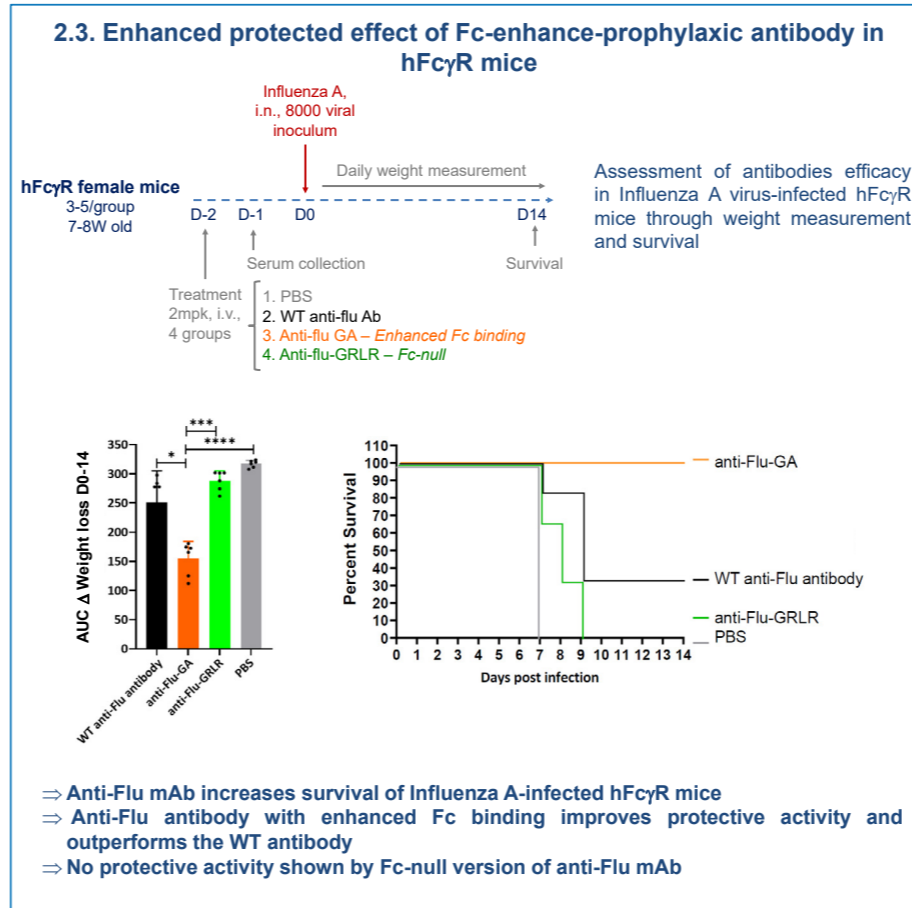 2.3. Enhanced protected effect of Fc-enhance-prophylaxic antibody in
hFcγR mice
Influenza A,
i.n., 8000 viral
inoculum
Daily weight measurement
hFcγR female mice
3-5/group
7-8W old
D-2
D-1
D0
D14
Assessment of antibodies efficacy
in Influenza A virus-infected hFcγR
mice through weight measurement
and survival
Serum collection
Survival
Treatment
2mpk, i.v.,
4 groups
1. PBS
2. WT anti-flu Ab
3. Anti-flu GA – Enhanced Fc binding
4. Anti-flu-GRLR – Fc-null
AUC Δ Weight loss D0-14
350
300
250
200
150
100
50
0
*
***
****
WT anti-Flu antibody
anti-Flu-GA
anti-Flu-GRLR
PBS
Percent Survival
110
100
90
80
70
60
50
40
30
20
10
0
0 1 2 3 4 5 6 7 8 9 10 11 12 13 14
Days post infection
anti-Flu-GA
WT anti-Flu antibody
anti-Flu-GRLR
PBS
⇒ Anti-Flu mAb increases survival of Influenza A-infected hFcγR mice
⇒ Anti-Flu antibody with enhanced Fc binding improves protective activity and
outperforms the WT antibody
⇒ No protective activity shown by Fc-null version of anti-Flu mAb